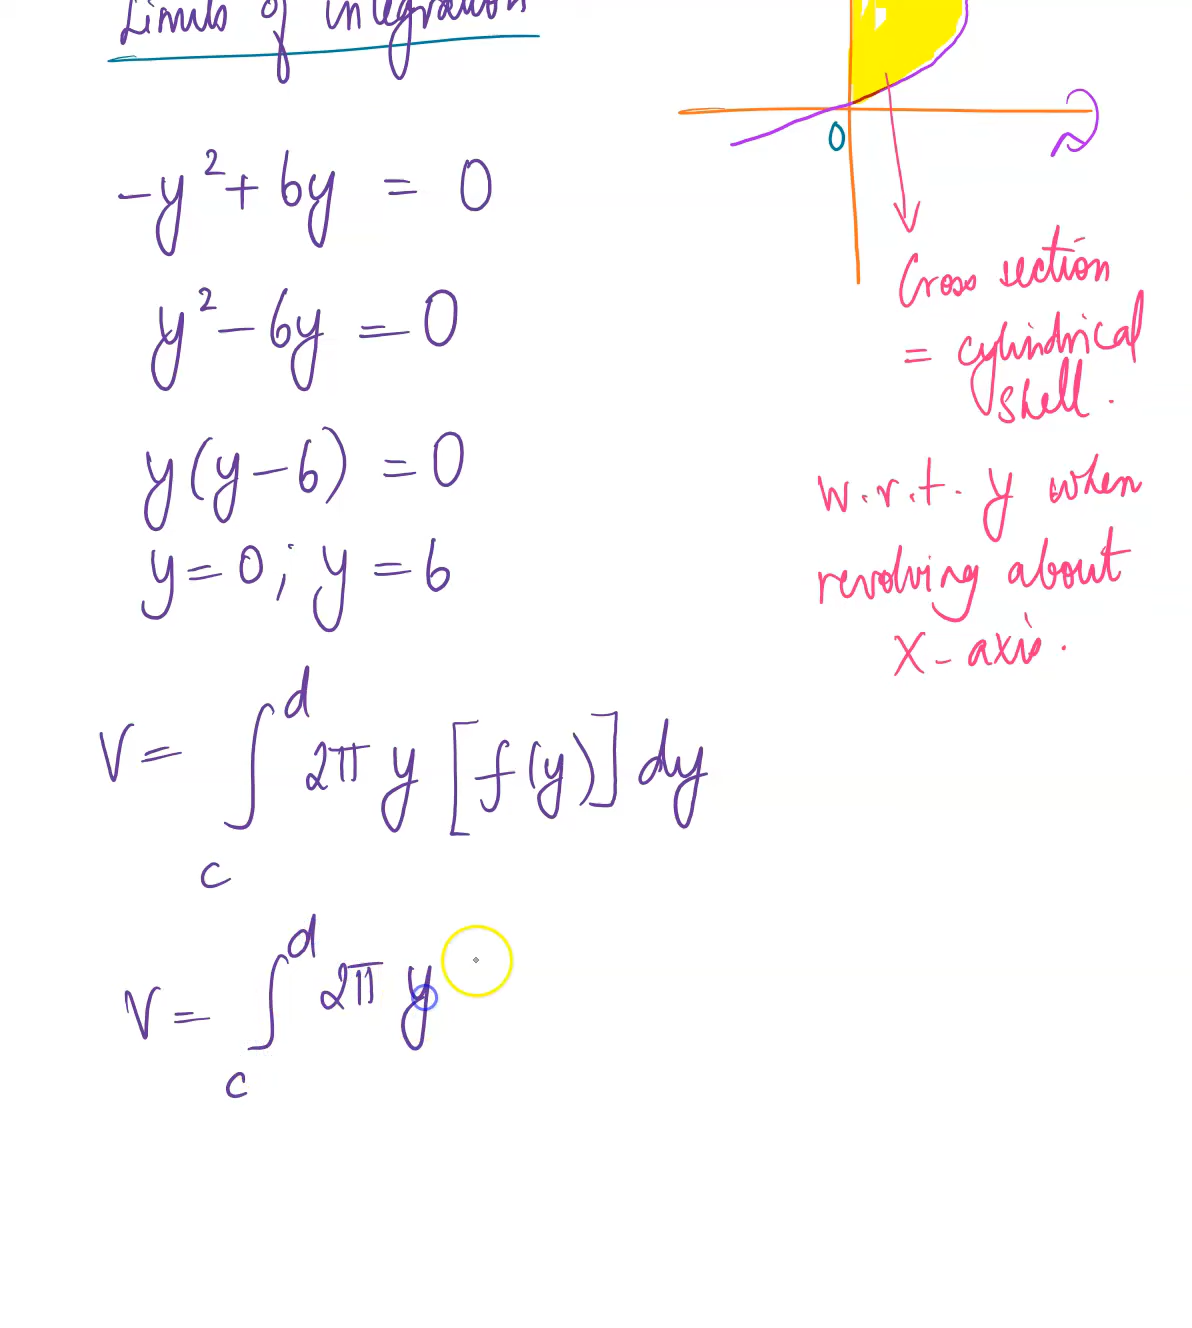 Limits of integration
-y² + 6y = 0
y² - 6y = 0
y(y - 6) = 0
y = 0 ; y = 6
V = ∫_c^d 2π y [f(y)] dy
V = ∫_c^d 2π y
0
Cross section
= cylindrical
shell.
w.r.t. y when
revolving about
X-axis.